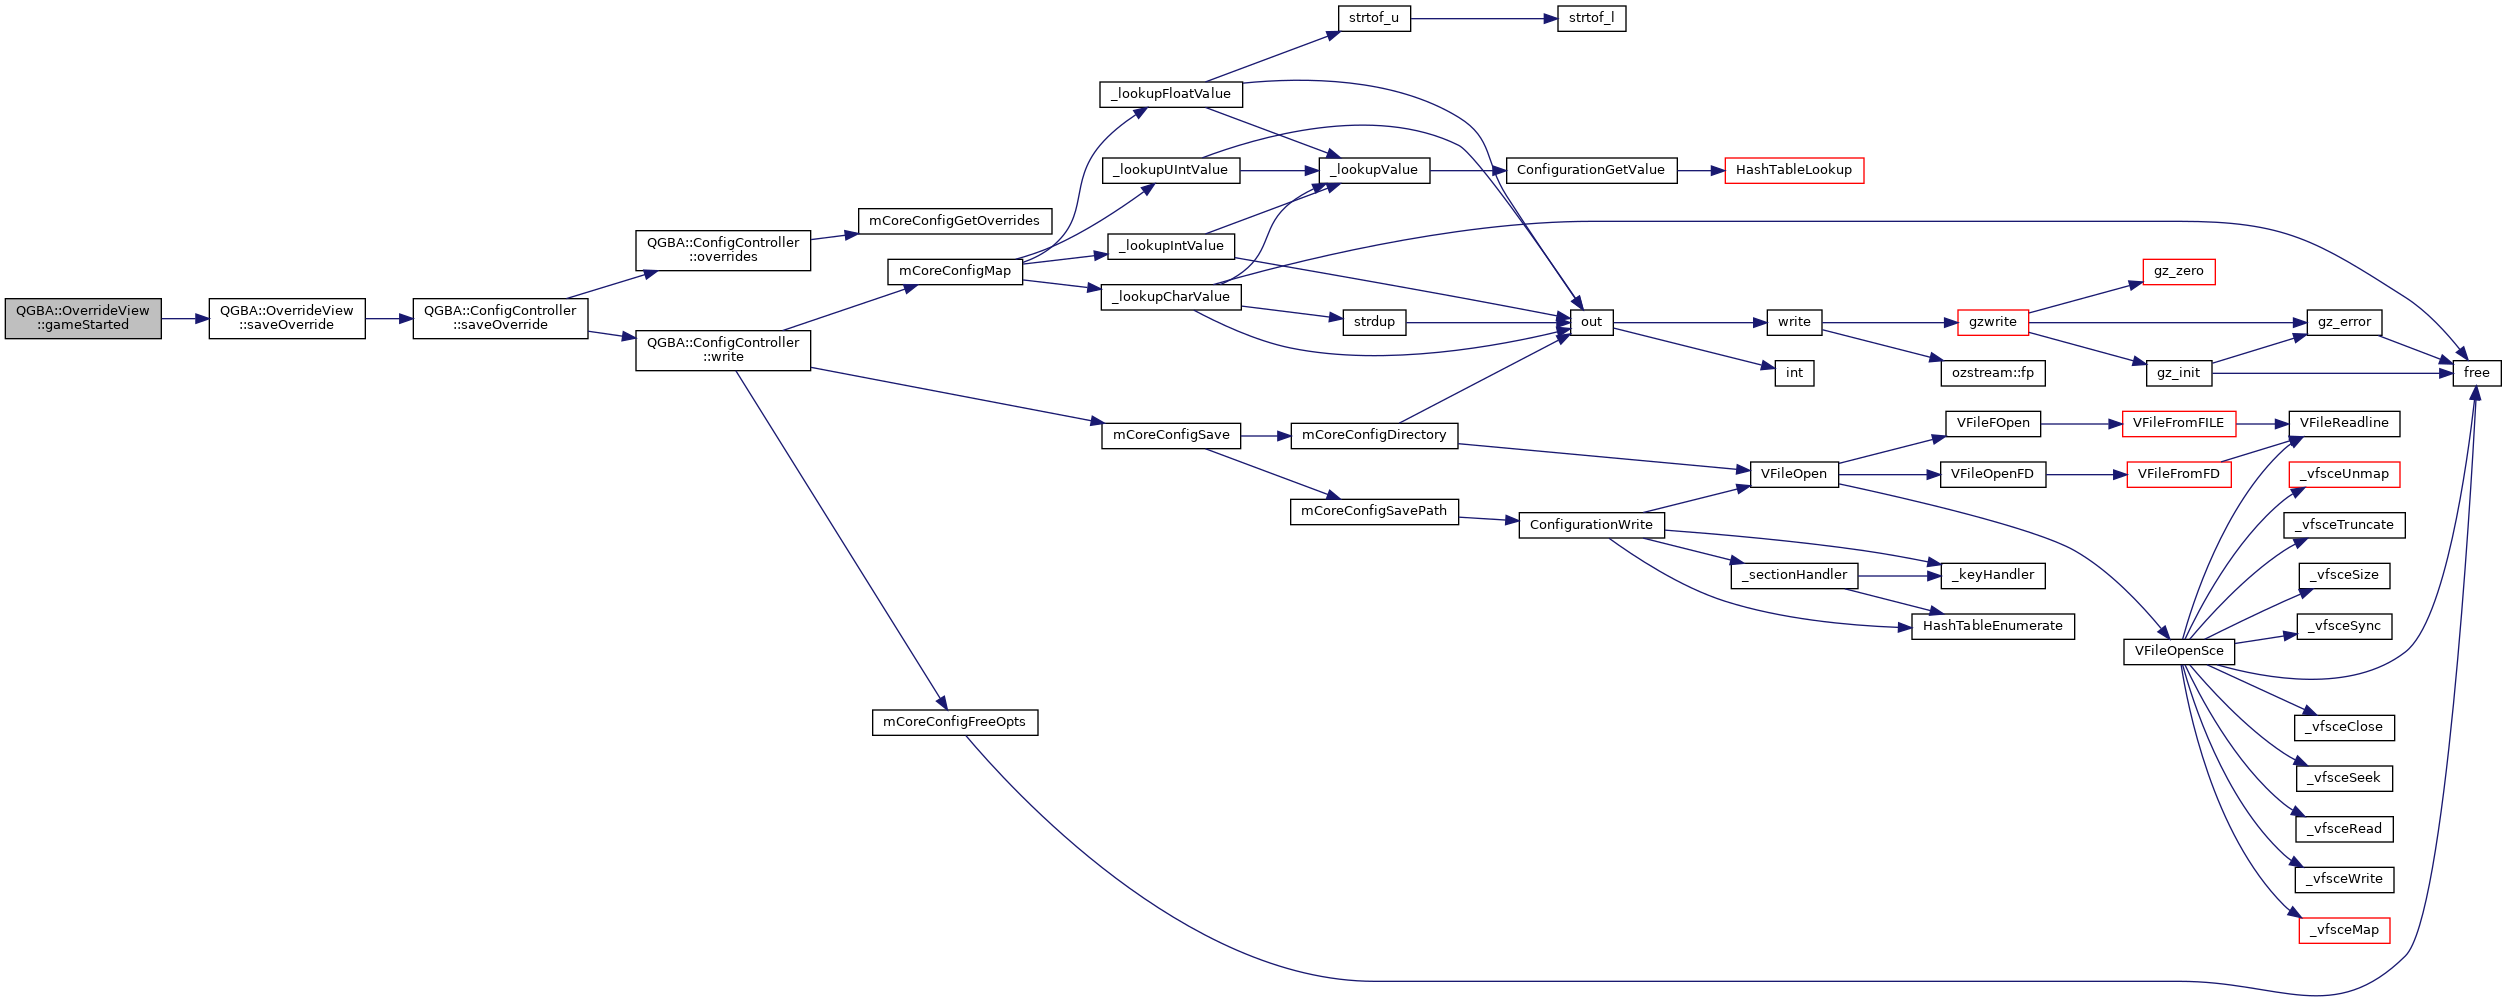 QGBA::OverrideView
::gameStarted
QGBA::OverrideView
::saveOverride
QGBA::ConfigController
::saveOverride
QGBA::ConfigController
::overrides
mCoreConfigGetOverrides
QGBA::ConfigController
::write
mCoreConfigMap
_lookupFloatValue
strtof_u
strtof_l
_lookupUIntValue
_lookupValue
ConfigurationGetValue
HashTableLookup
_lookupIntValue
_lookupCharValue
strdup
out
write
int
gzwrite
ozstream::fp
gz_zero
gz_error
gz_init
free
mCoreConfigSave
mCoreConfigDirectory
mCoreConfigSavePath
ConfigurationWrite
VFileOpen
VFileFOpen
VFileFromFILE
VFileReadline
VFileOpenFD
VFileFromFD
_sectionHandler
_keyHandler
HashTableEnumerate
VFileOpenSce
_vfsceUnmap
_vfsceTruncate
_vfsceSize
_vfsceSync
_vfsceClose
_vfsceSeek
_vfsceRead
_vfsceWrite
_vfsceMap
mCoreConfigFreeOpts